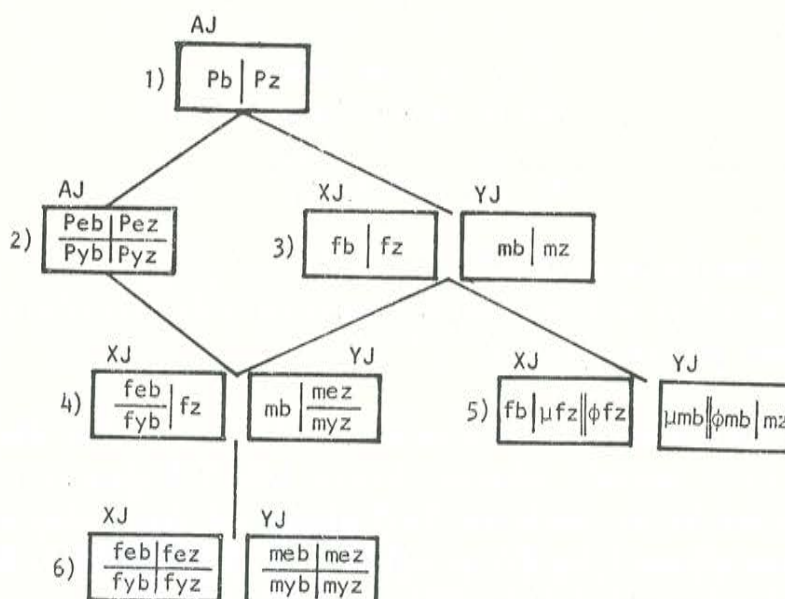 AJ
1) Pb | Pz
AJ XJ YJ
2) Peb | Pez
Pyb | Pyz
3) fb | fz mb | mz
XJ YJ XJ YJ
4) feb
fyb | fz mb | mez
myz
5) fb | μfz || ϕfz μmb || ϕmb | mz
XJ YJ
6) feb | fez meb | mez
fyb | fyz myb | myz